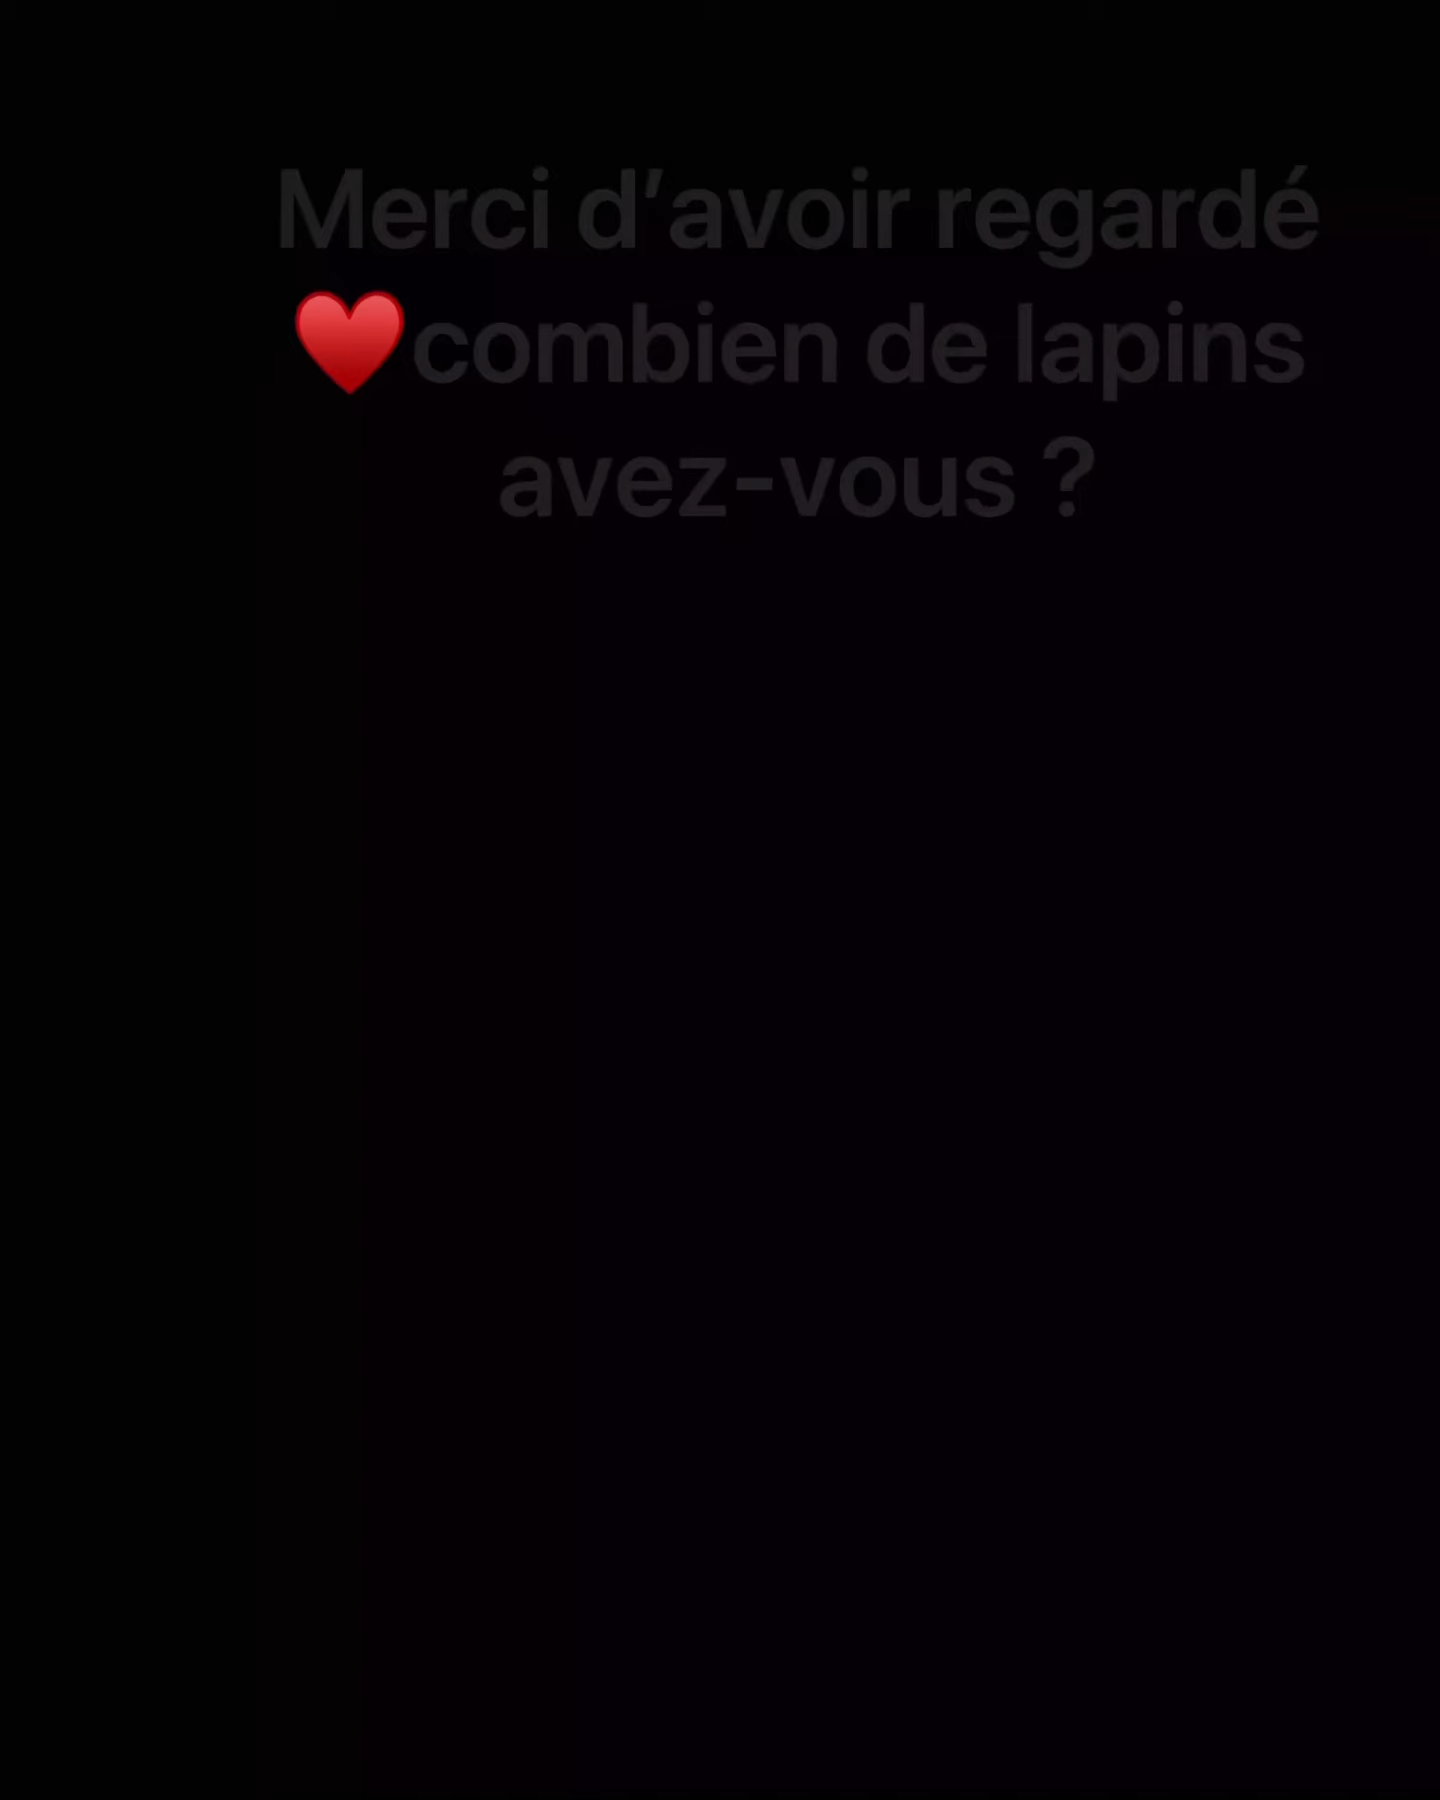 Merci d’avoir regardé
♥️combien de lapins
avez-vous ?